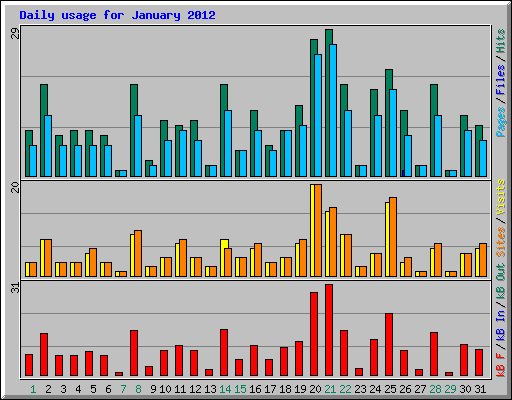 Daily usage for January 2012
29
Pages / Files / Hits
20
Sites / Visits
31
kB F / kB In / kB Out
1 2 3 4 5 6 7 8 9 10 11 12 13 14 15 16 17 18 19 20 21 22 23 24 25 26 27 28 29 30 31